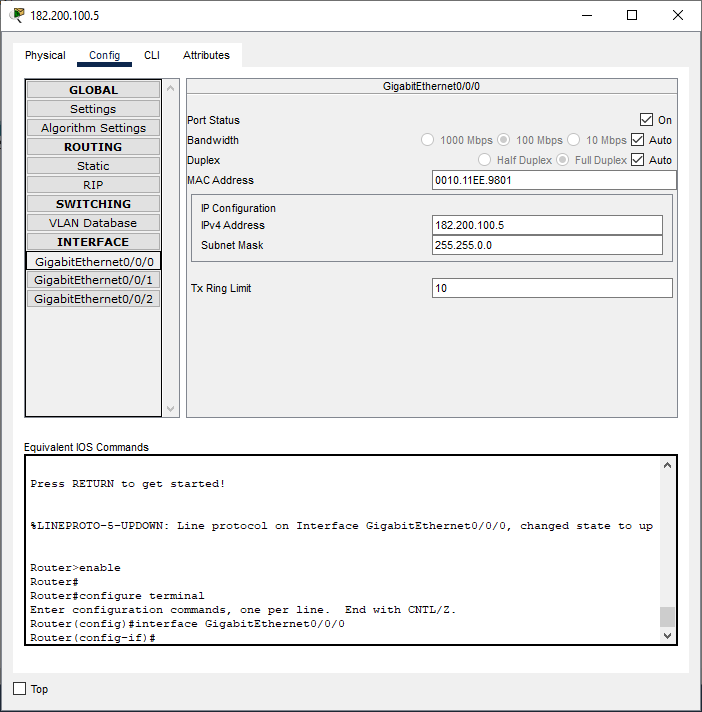 182.200.100.5
Physical Config CLI Attributes
GLOBAL
Settings
Algorithm Settings
ROUTING
Static
RIP
SWITCHING
VLAN Database
INTERFACE
GigabitEthernet0/0/0
GigabitEthernet0/0/1
GigabitEthernet0/0/2
GigabitEthernet0/0/0
Port Status On
Bandwidth 1000 Mbps 100 Mbps 10 Mbps Auto
Duplex Half Duplex Full Duplex Auto
MAC Address 0010.11EE.9801
IP Configuration
IPv4 Address 182.200.100.5
Subnet Mask 255.255.0.0
Tx Ring Limit 10
Equivalent IOS Commands
Press RETURN to get started!
%LINEPROTO-5-UPDOWN: Line protocol on Interface GigabitEthernet0/0/0, changed state to up
Router>enable
Router#
Router#configure terminal
Enter configuration commands, one per line.  End with CNTL/Z.
Router(config)#interface GigabitEthernet0/0/0
Router(config-if)#
Top